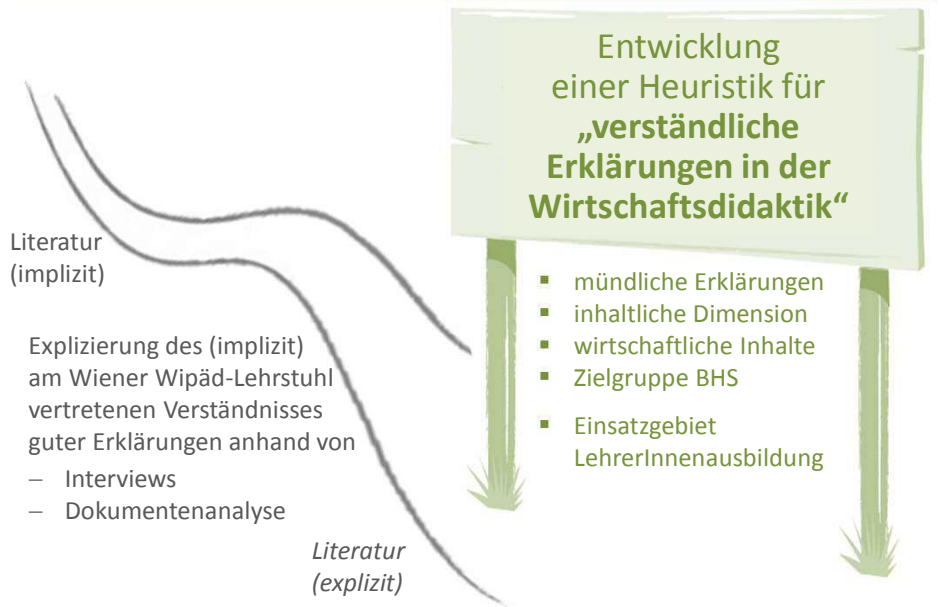 Entwicklung
einer Heuristik für
„verständliche
Erklärungen in der
Wirtschaftsdidaktik“
Literatur
(implizit)
Explizierung des (implizit)
am Wiener Wipäd-Lehrstuhl
vertretenen Verständnisses
guter Erklärungen anhand von
– Interviews
– Dokumentenanalyse
Literatur
(explizit)
▪ mündliche Erklärungen
▪ inhaltliche Dimension
▪ wirtschaftliche Inhalte
▪ Zielgruppe BHS
▪ Einsatzgebiet
LehrerInnenausbildung